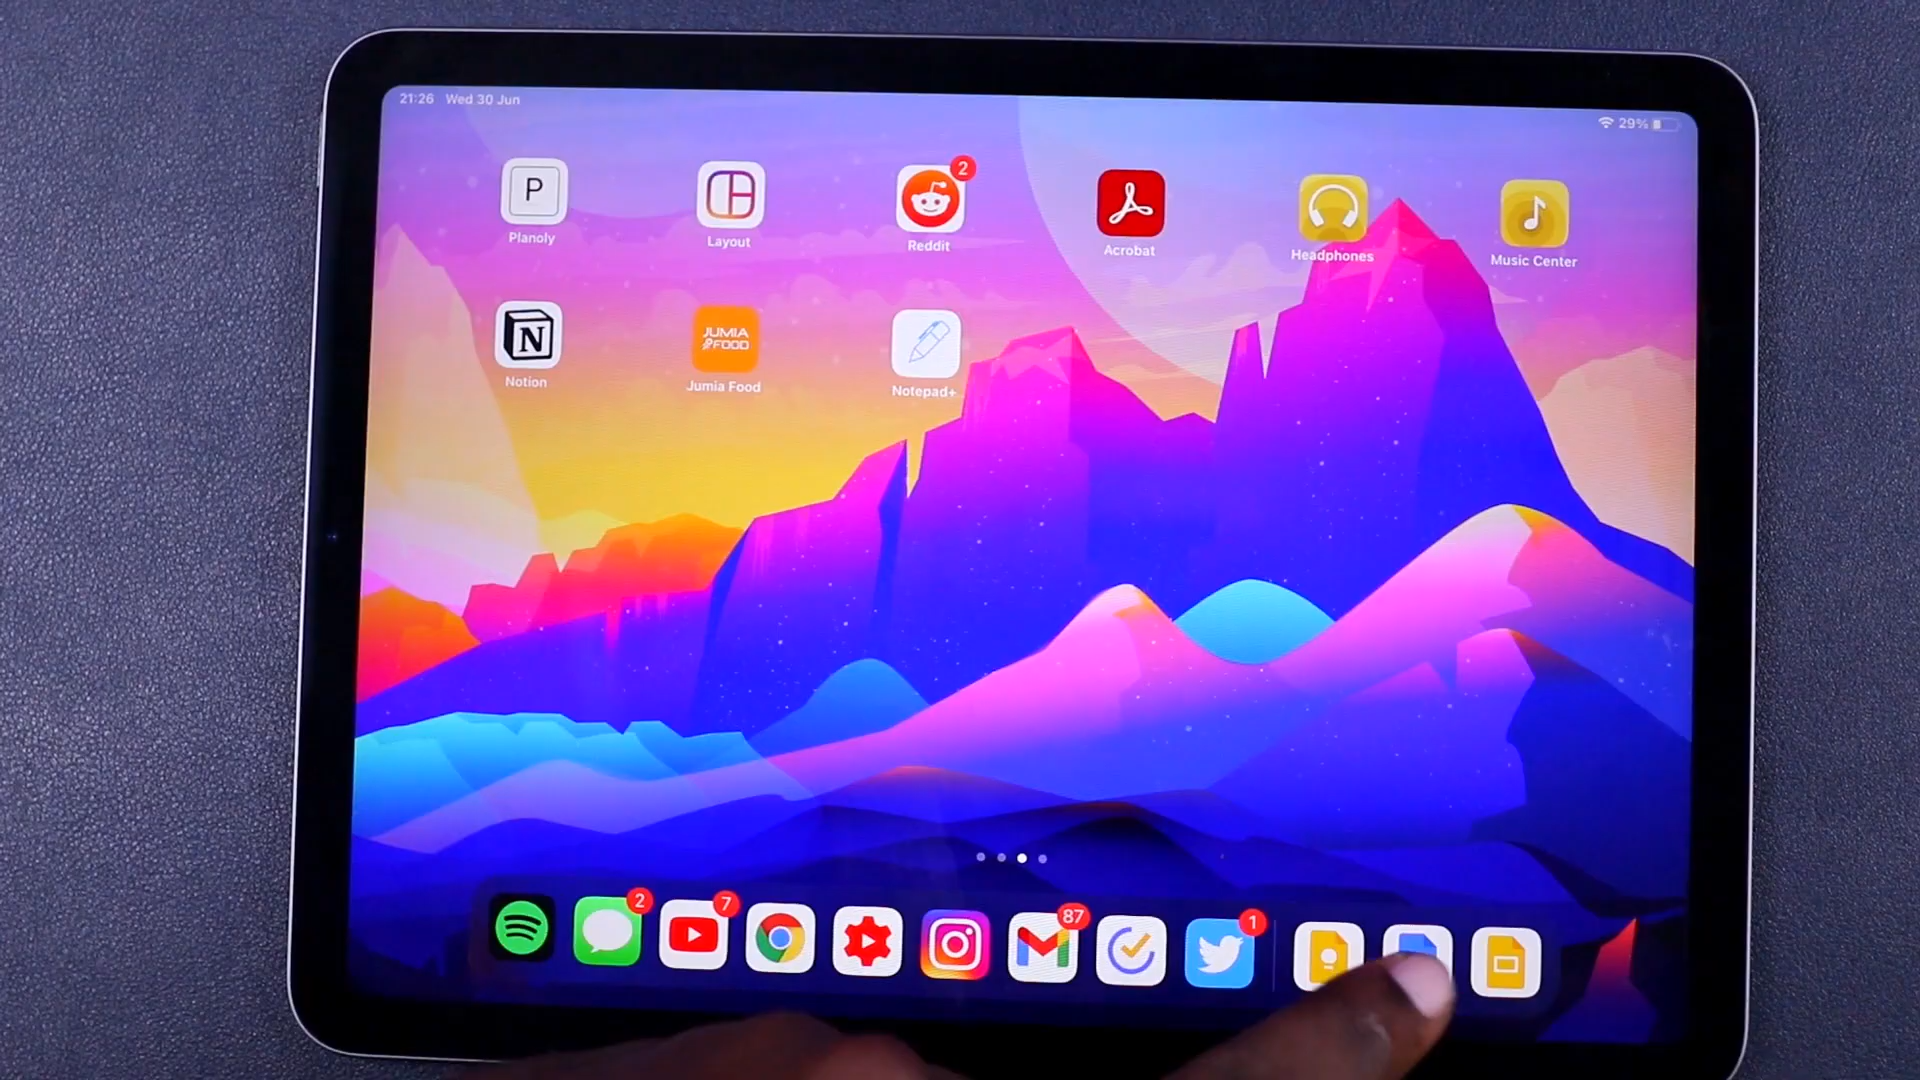 21:26 Wed 30 Jun
29%
P
2
Planoly
Layout
Reddit
Acrobat
Headphones
Music Center
N
JUMIA
FOOD
Notion
Jumia Food
Notepad+
2
7
87
1